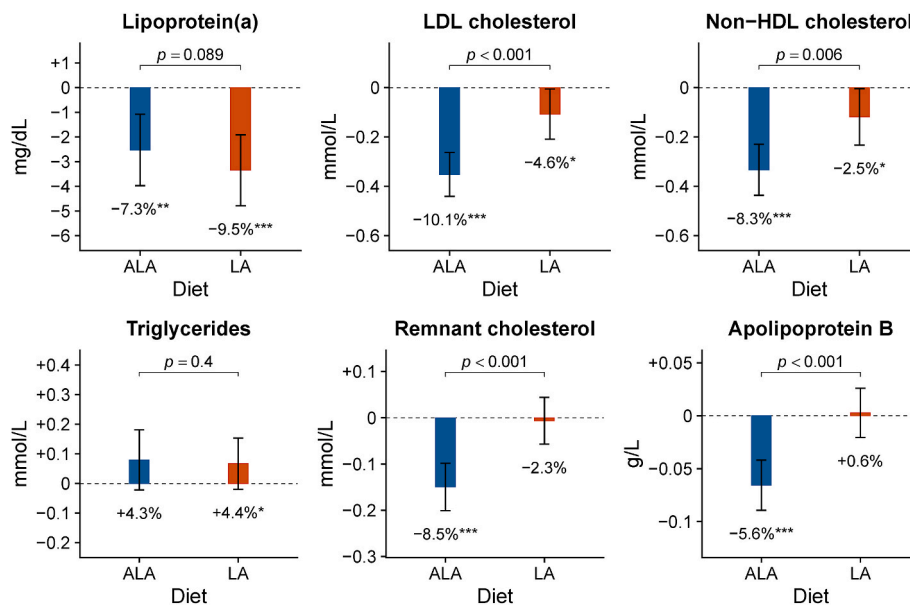 Lipoprotein(a)
+1
0
−1
−2
−3
−4
−5
−6
mg/dL
p = 0.089
−7.3%**
−9.5%***
ALA
LA
Diet
LDL cholesterol
0
−0.2
−0.4
−0.6
mmol/L
p < 0.001
−10.1%***
−4.6%*
ALA
LA
Diet
Non−HDL cholesterol
0
−0.2
−0.4
−0.6
mmol/L
p = 0.006
−8.3%***
−2.5%*
ALA
LA
Diet
Triglycerides
+0.4
+0.3
+0.2
+0.1
0
−0.1
−0.2
mmol/L
p = 0.4
+4.3%
+4.4%*
ALA
LA
Diet
Remnant cholesterol
+0.1
0
−0.1
−0.2
−0.3
mmol/L
p < 0.001
−8.5%***
−2.3%
ALA
LA
Diet
Apolipoprotein B
+0.05
0
−0.05
−0.1
g/L
p < 0.001
−5.6%***
+0.6%
ALA
LA
Diet